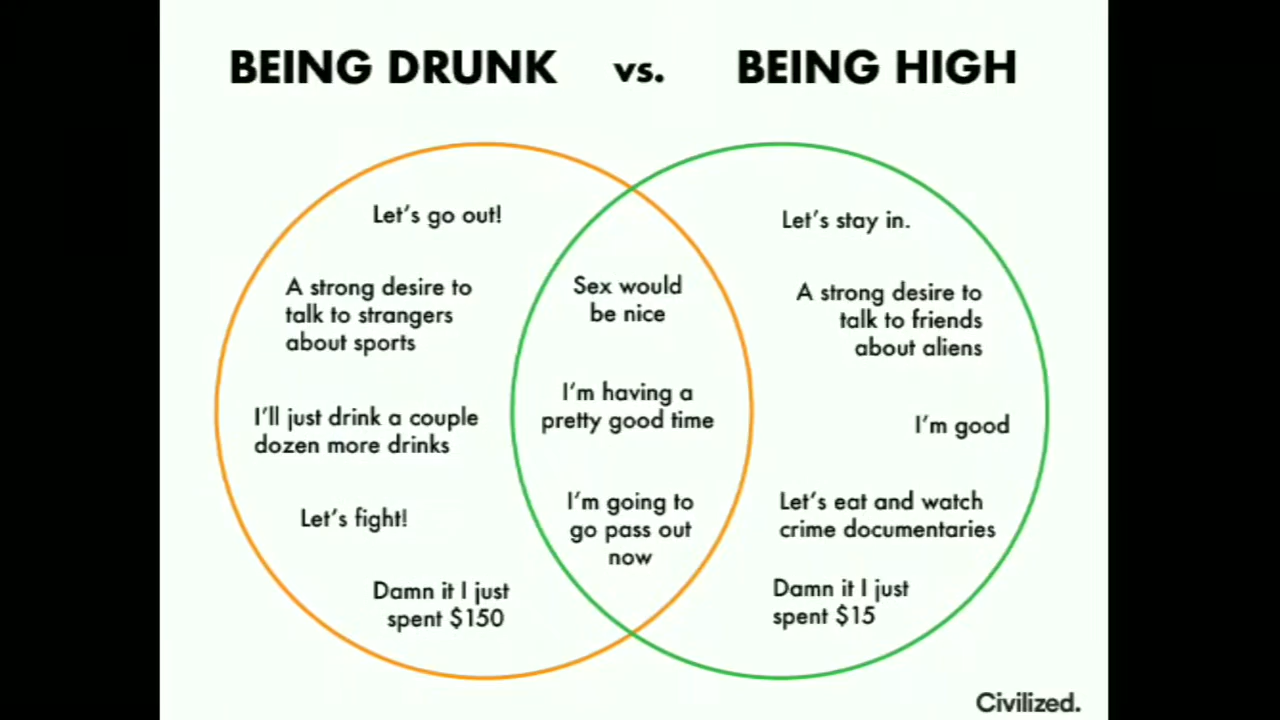 BEING DRUNK vs. BEING HIGH
Let's go out!
A strong desire to
talk to strangers
about sports
I'll just drink a couple
dozen more drinks
Let's fight!
Damn it I just
spent $150
Sex would
be nice
I'm having a
pretty good time
I'm going to
go pass out
now
Let's stay in.
A strong desire to
talk to friends
about aliens
I'm good
Let's eat and watch
crime documentaries
Damn it I just
spent $15
Civilized.